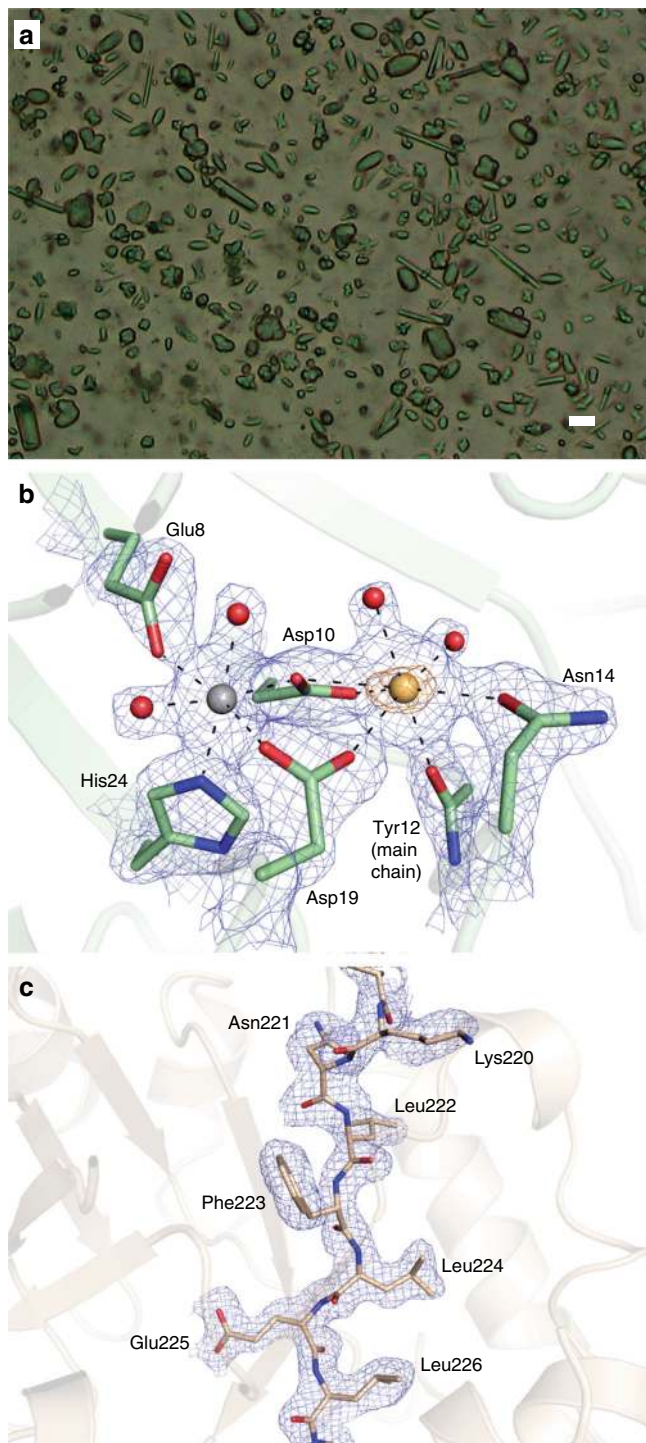 a
b
Glu8
Asp10
Asn14
His24
Tyr12
(main
chain)
Asp19
c
Asn221
Lys220
Leu222
Phe223
Leu224
Glu225
Leu226